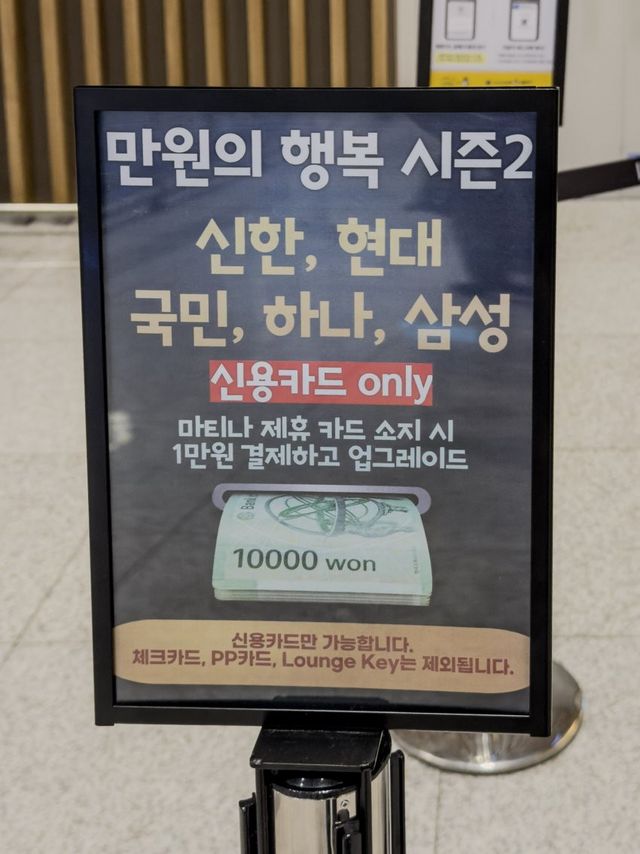 만원의 행복 시즌2
신한, 현대
국민, 하나, 삼성
신용카드 only
마티나 제휴 카드 소지 시
1만원 결제하고 업그레이드
10000 won
신용카드만 가능합니다.
체크카드, PP카드, Lounge Key는 제외됩니다.